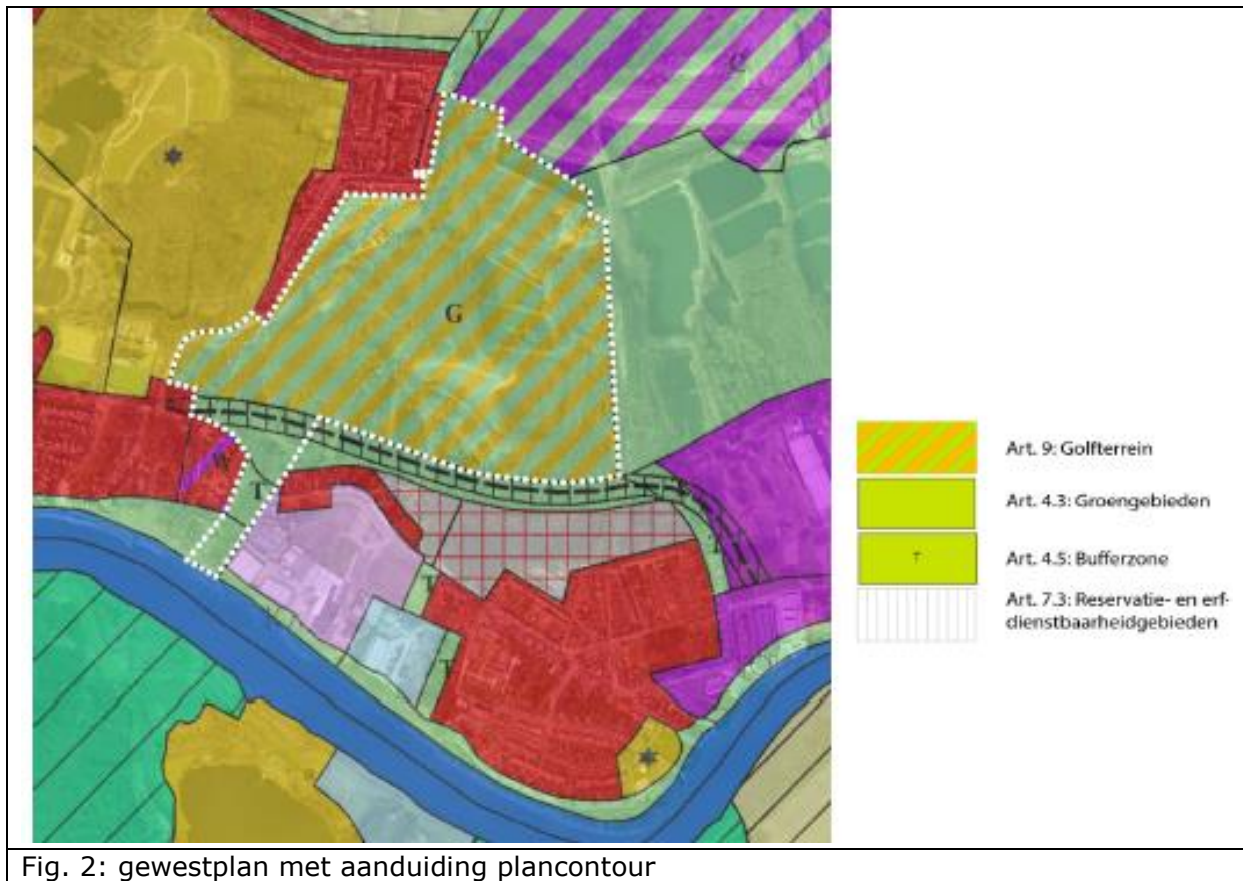 T
G
W
T
T
T
T
Art. 9: Golfterrein
Art. 4.3: Groengebieden
Art. 4.5: Bufferzone
T
Art. 7.3: Reservatie- en erf-
dienstbaarheidgebieden
Fig. 2: gewestplan met aanduiding plancontour